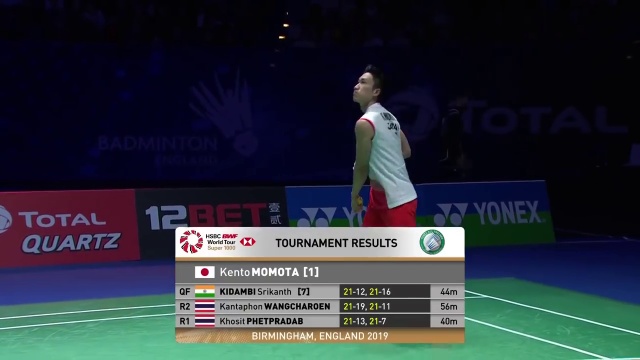 BADMINTON
ENGLAND
TOTAL
TOTAL
QUARTZ
12BET 壹贰
YONEX
YONEX
HSBC BWF
World Tour
Super 1000
TOURNAMENT RESULTS
Kento MOMOTA [1]
QF KIDAMBI Srikanth [7] 21-12, 21-16 44m
R2 Kantaphon WANGCHAROEN 21-19, 21-11 56m
R1 Khosit PHETPRADAB 21-13, 21-7 40m
BIRMINGHAM, ENGLAND 2019